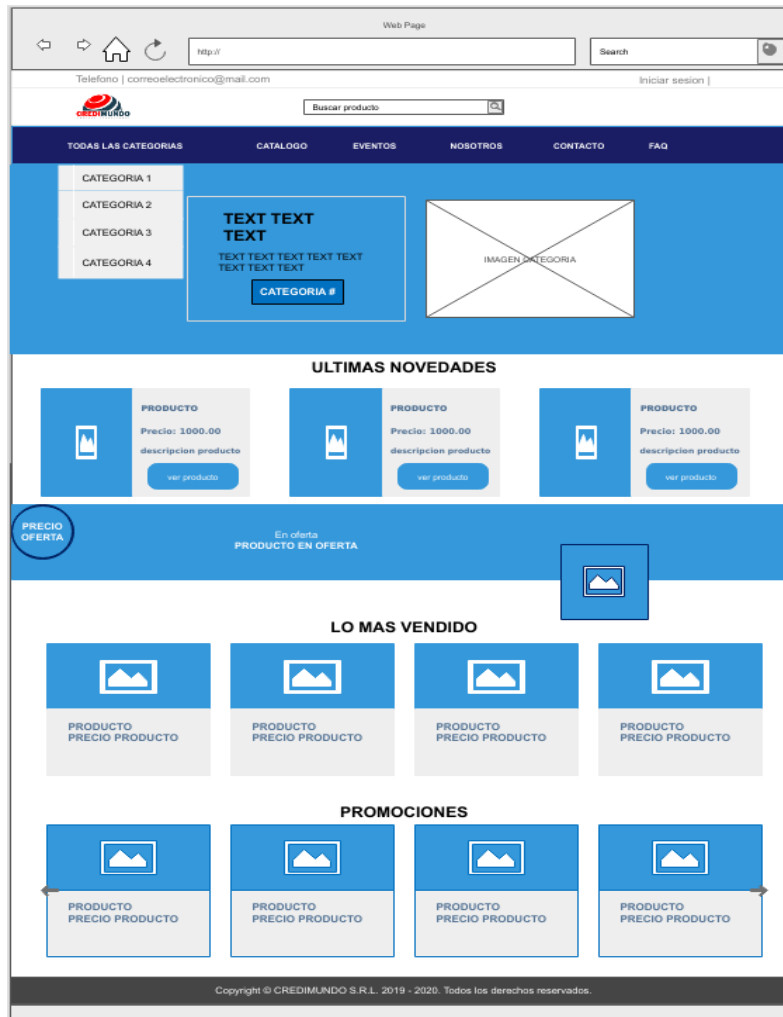 Web Page
http://
Search
Telefono | correoelectronico@mail.com
Iniciar sesion |
CREDIMUNDO
Buscar producto
TODAS LAS CATEGORIAS
CATALOGO
EVENTOS
NOSOTROS
CONTACTO
FAQ
CATEGORIA 1
CATEGORIA 2
CATEGORIA 3
CATEGORIA 4
TEXT TEXT
TEXT
TEXT TEXT TEXT TEXT TEXT
TEXT TEXT TEXT
CATEGORIA #
IMAGEN CATEGORIA
ULTIMAS NOVEDADES
PRODUCTO
Precio: 1000.00
descripcion producto
ver producto
PRODUCTO
Precio: 1000.00
descripcion producto
ver producto
PRODUCTO
Precio: 1000.00
descripcion producto
ver producto
PRECIO
OFERTA
En oferta
PRODUCTO EN OFERTA
LO MAS VENDIDO
PRODUCTO
PRECIO PRODUCTO
PRODUCTO
PRECIO PRODUCTO
PRODUCTO
PRECIO PRODUCTO
PRODUCTO
PRECIO PRODUCTO
PROMOCIONES
PRODUCTO
PRECIO PRODUCTO
PRODUCTO
PRECIO PRODUCTO
PRODUCTO
PRECIO PRODUCTO
PRODUCTO
PRECIO PRODUCTO
Copyright © CREDIMUNDO S.R.L. 2019 - 2020. Todos los derechos reservados.